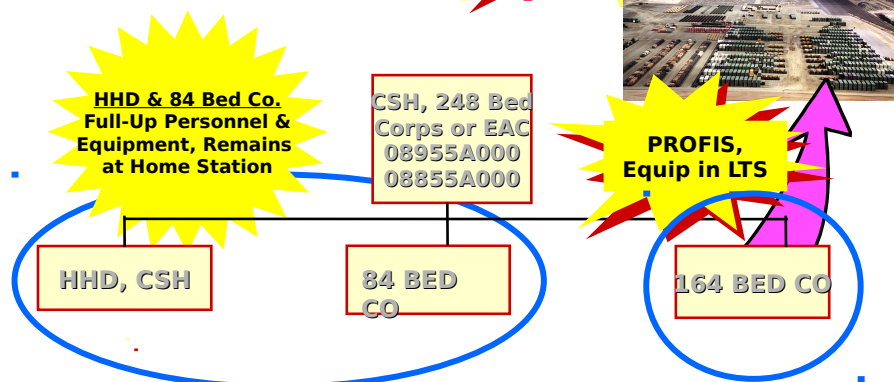 HHD & 84 Bed Co.
Full-Up Personnel &
Equipment, Remains
at Home Station
CSH, 248 Bed
Corps or EAC
08955A000
08855A000
PROFIS,
Equip in LTS
HHD, CSH
84 BED
CO
164 BED CO